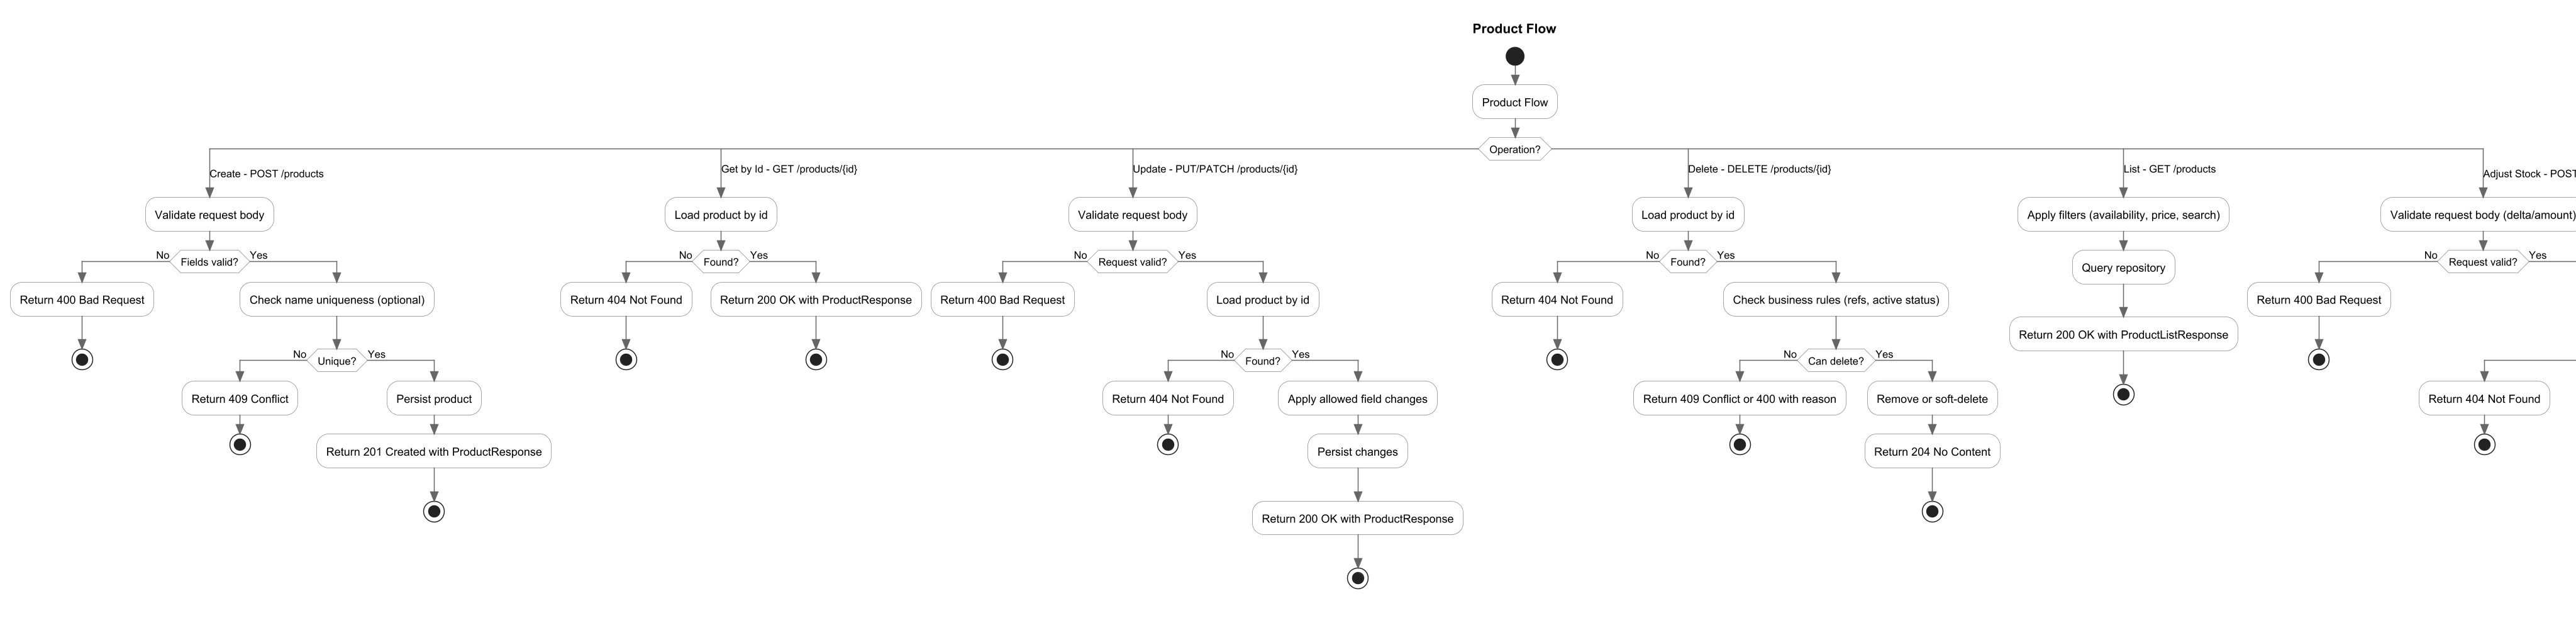 Product Flow
Product Flow
Operation?
Create - POST /products
Validate request body
Fields valid?
No
Yes
Return 400 Bad Request
Check name uniqueness (optional)
Unique?
No
Yes
Return 409 Conflict
Persist product
Return 201 Created with ProductResponse
Get by Id - GET /products/{id}
Load product by id
Found?
No
Yes
Return 404 Not Found
Return 200 OK with ProductResponse
Update - PUT/PATCH /products/{id}
Validate request body
Request valid?
No
Yes
Return 400 Bad Request
Load product by id
Found?
No
Yes
Return 404 Not Found
Apply allowed field changes
Persist changes
Return 200 OK with ProductResponse
Delete - DELETE /products/{id}
Load product by id
Found?
No
Yes
Return 404 Not Found
Check business rules (refs, active status)
Can delete?
No
Yes
Return 409 Conflict or 400 with reason
Remove or soft-delete
Return 204 No Content
List - GET /products
Apply filters (availability, price, search)
Query repository
Return 200 OK with ProductListResponse
Adjust Stock - POST
Validate request body (delta/amount)
Request valid?
No
Yes
Return 400 Bad Request
Return 404 Not Found